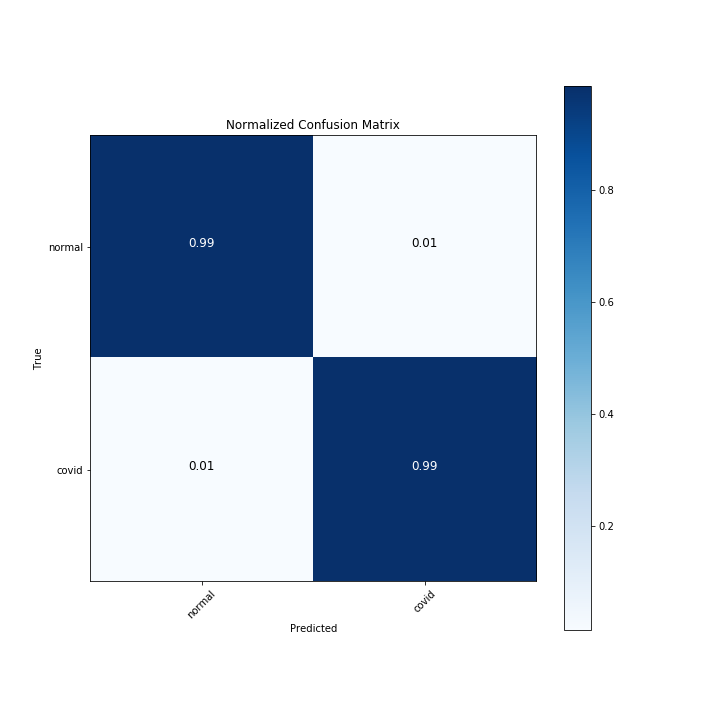 Normalized Confusion Matrix
0.8
normal
0.99
0.01
0.6
True
0.4
covid
0.01
0.99
0.2
normal
covid
Predicted